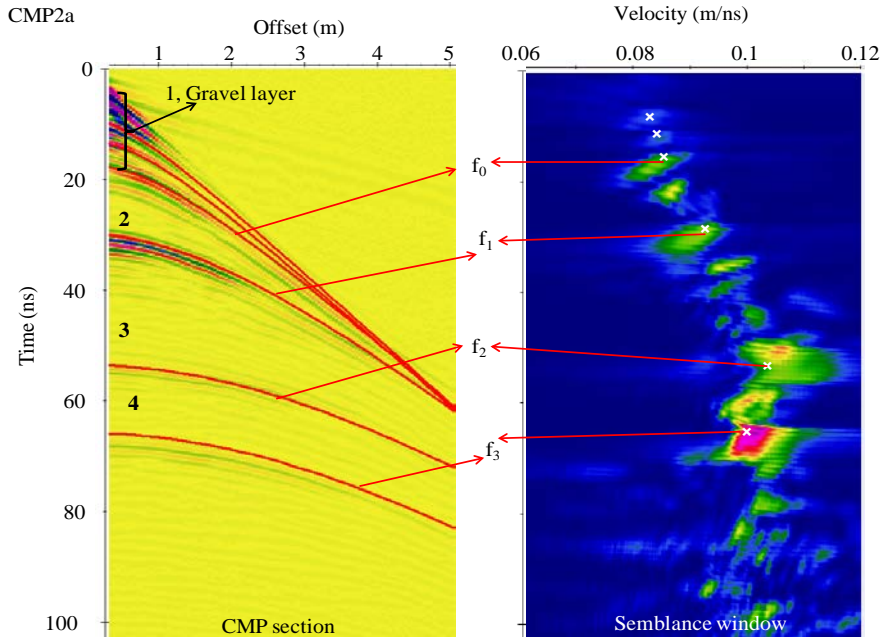 CMP2a
Offset (m)
1 2 3 4 5
Velocity (m/ns)
0.06 0.08 0.1 0.12
Time (ns)
0
20
40
60
80
100
1, Gravel layer
2
3
4
f0
f1
f2
f3
CMP section
Semblance window